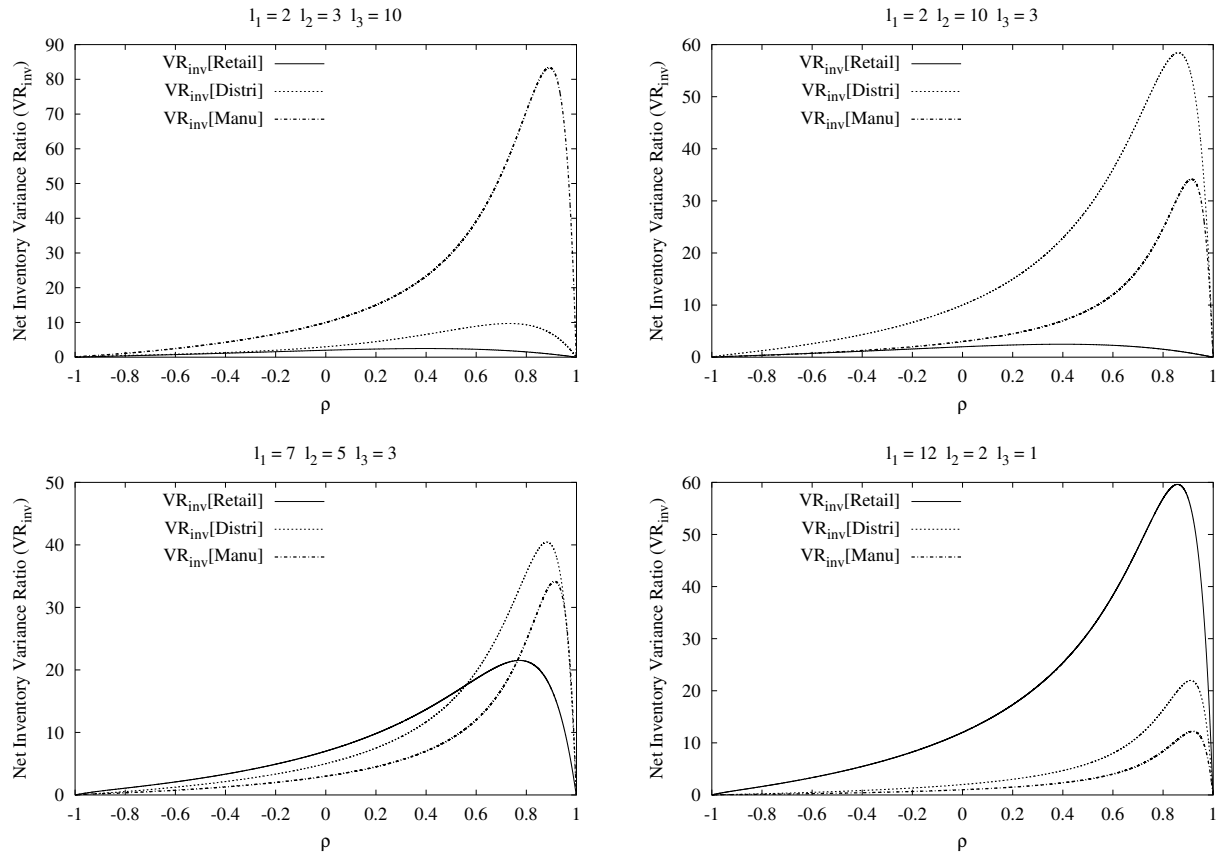 l1 = 2 l2 = 3 l3 = 10
Net Inventory Variance Ratio (VRinv)
90
80
70
60
50
40
30
20
10
0
VRinv[Retail]
VRinv[Distri]
VRinv[Manu]
-1 -0.8 -0.6 -0.4 -0.2 0 0.2 0.4 0.6 0.8 1
ρ
l1 = 2 l2 = 10 l3 = 3
Net Inventory Variance Ratio (VRinv)
60
50
40
30
20
10
0
VRinv[Retail]
VRinv[Distri]
VRinv[Manu]
-1 -0.8 -0.6 -0.4 -0.2 0 0.2 0.4 0.6 0.8 1
ρ
l1 = 7 l2 = 5 l3 = 3
Net Inventory Variance Ratio (VRinv)
50
40
30
20
10
0
VRinv[Retail]
VRinv[Distri]
VRinv[Manu]
-1 -0.8 -0.6 -0.4 -0.2 0 0.2 0.4 0.6 0.8 1
ρ
l1 = 12 l2 = 2 l3 = 1
Net Inventory Variance Ratio (VRinv)
60
50
40
30
20
10
0
VRinv[Retail]
VRinv[Distri]
VRinv[Manu]
-1 -0.8 -0.6 -0.4 -0.2 0 0.2 0.4 0.6 0.8 1
ρ